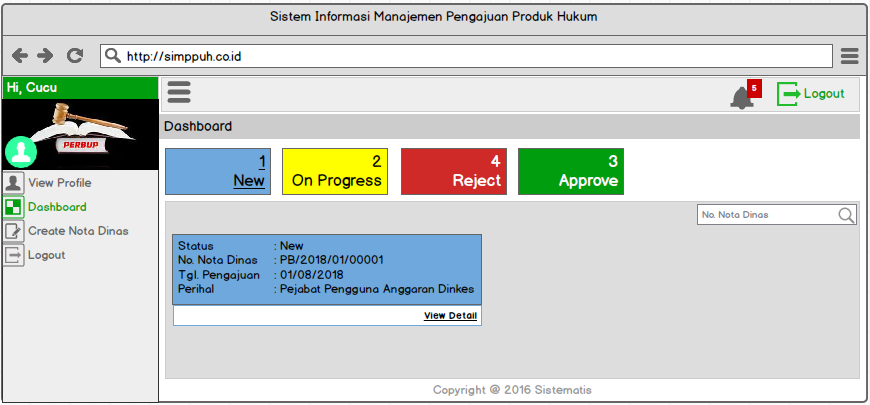 Sistem Informasi Manajemen Pengajuan Produk Hukum
http://simppuh.co.id
Hi, Cucu
5
Logout
PERBUP
Dashboard
1
New
2
On Progress
4
Reject
3
Approve
View Profile
Dashboard
Create Nota Dinas
Logout
No. Nota Dinas
Status : New
No. Nota Dinas : PB/2018/01/00001
Tgl. Pengajuan : 01/08/2018
Perihal : Pejabat Pengguna Anggaran Dinkes
View Detail
Copyright @ 2016 Sistematis